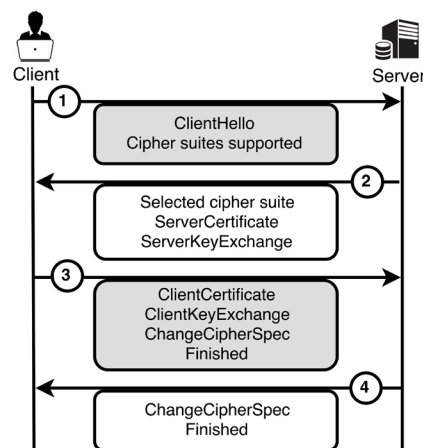 Client
Server
1
ClientHello
Cipher suites supported
2
Selected cipher suite
ServerCertificate
ServerKeyExchange
3
ClientCertificate
ClientKeyExchange
ChangeCipherSpec
Finished
4
ChangeCipherSpec
Finished